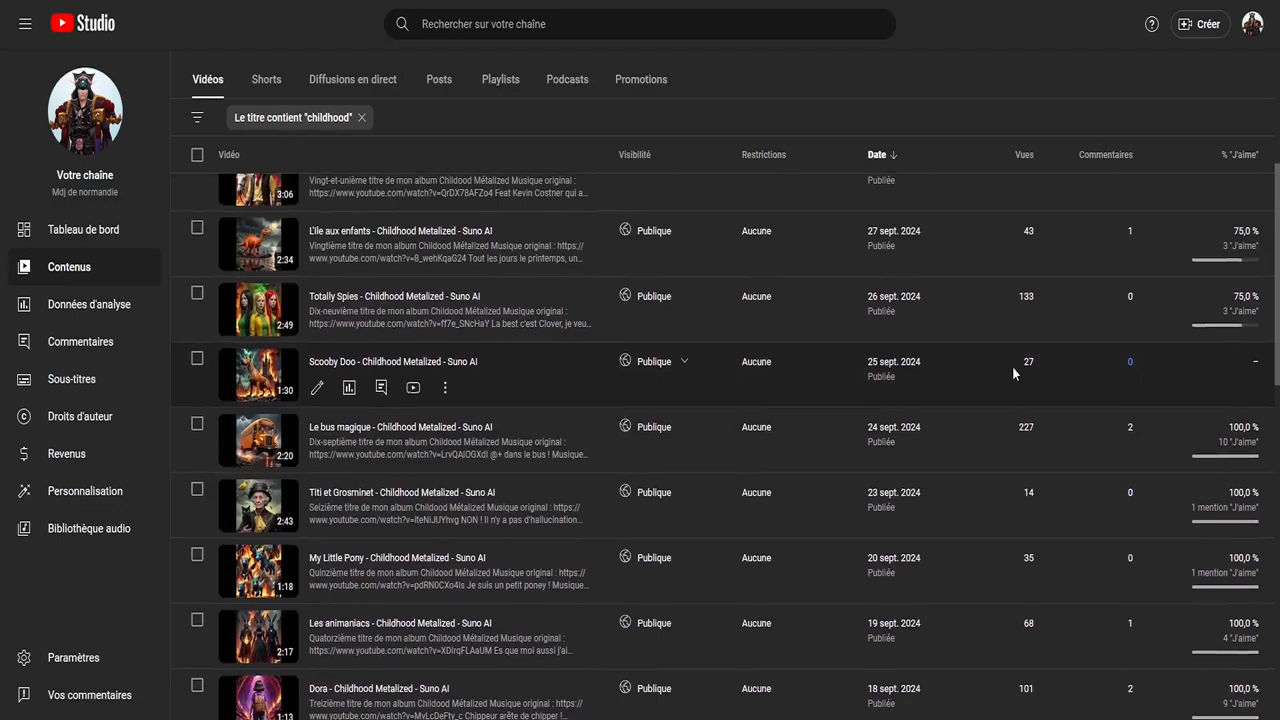 Studio
Rechercher sur votre chaîne
Créer
Votre chaîne
Mdj de normandie
Tableau de bord
Contenus
Données d'analyse
Commentaires
Sous-titres
Droits d'auteur
Revenus
Personnalisation
Bibliothèque audio
Paramètres
Vos commentaires
Vidéos Shorts Diffusions en direct Posts Playlists Podcasts Promotions
Le titre contient "childhood"
Vidéo Visibilité Restrictions Date Vues Commentaires % "J'aime"
Vingt-et-unième titre de mon album Childood Metalized Musique original : Publiée
https://www.youtube.com/watch?v=QrDX78AFZo4 Feat Kevin Costner qui a...
3:06
L'île aux enfants - Childhood Metalized - Suno AI Publique Aucune 27 sept. 2024 43 1 75,0 %
Vingtième titre de mon album Childood Metalized Musique original : https:// Publiée 3 "J'aime"
www.youtube.com/watch?v=8_wehKqaG24 Tout les jours le printemps, un...
2:34
Totally Spies - Childhood Metalized - Suno AI Publique Aucune 26 sept. 2024 133 0 75,0 %
Dix-neuvième titre de mon album Childood Métalized Musique original : Publiée 3 "J'aime"
https://www.youtube.com/watch?v=ff7e_SNcHaY La best c'est Clover, je veu...
2:49
Scooby Doo - Childhood Metalized - Suno AI Publique Aucune 25 sept. 2024 27 0 –
Publiée
1:30
Le bus magique - Childhood Metalized - Suno AI Publique Aucune 24 sept. 2024 227 2 100,0 %
Dix-septième titre de mon album Childood Métalized Musique original : Publiée 10 "J'aime"
https://www.youtube.com/watch?v=LrvQAlOGXdI @+ dans le bus ! Musique...
2:20
Titi et Grosminet - Childhood Metalized - Suno AI Publique Aucune 23 sept. 2024 14 0 100,0 %
Seizième titre de mon album Childood Métalized Musique original : https:// Publiée 1 mention "J'aime"
www.youtube.com/watch?v=IteNiJUYhvg NON ! Il n'y a pas d'hallucination...
2:43
My Little Pony - Childhood Metalized - Suno AI Publique Aucune 20 sept. 2024 35 0 100,0 %
Quinzième titre de mon album Childood Métalized Musique original : https:// Publiée 1 mention "J'aime"
www.youtube.com/watch?v=pdRN0CXo4ls Je suis un petit poney ! Musique...
1:18
Les animaniacs - Childhood Metalized - Suno AI Publique Aucune 19 sept. 2024 68 1 100,0 %
Quatorzième titre de mon album Childood Métalized Musique original : https:// Publiée 4 "J'aime"
www.youtube.com/watch?v=XDIrqFLAaUM Es que moi aussi j'ai...
2:17
Dora - Childhood Metalized - Suno AI Publique Aucune 18 sept. 2024 101 2 100,0 %
Treizième titre de mon album Childood Métalized Musique original : https:// Publiée 9 "J'aime"
www.youtube.com/watch?v=MyLcDeFty_c Chippeur arête de chipper !...
1:13